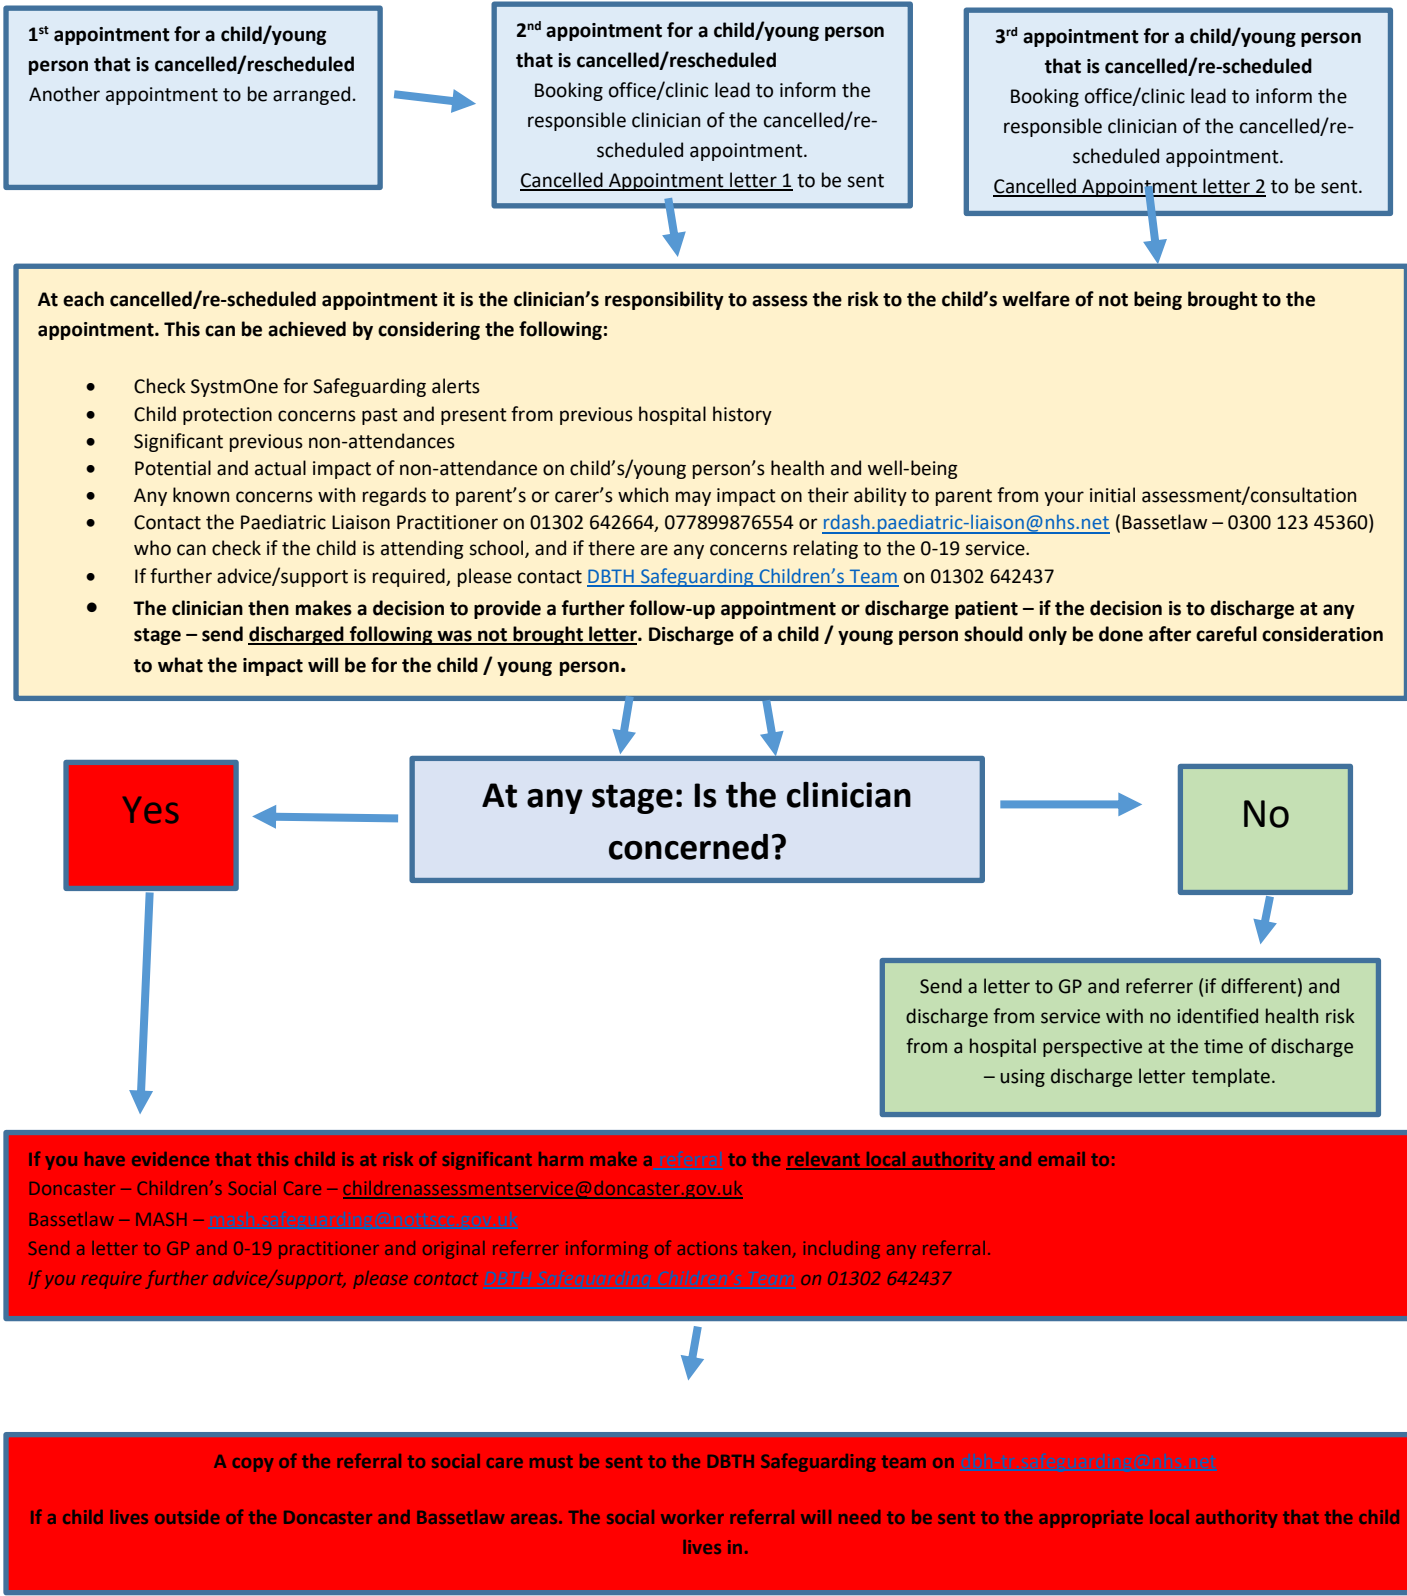 1st appointment for a child/young
person that is cancelled/rescheduled
Another appointment to be arranged.
2nd appointment for a child/young person
that is cancelled/rescheduled
Booking office/clinic lead to inform the
responsible clinician of the cancelled/re-
scheduled appointment.
Cancelled Appointment letter 1 to be sent
3rd appointment for a child/young person
that is cancelled/re-scheduled
Booking office/clinic lead to inform the
responsible clinician of the cancelled/re-
scheduled appointment.
Cancelled Appointment letter 2 to be sent.
At each cancelled/re-scheduled appointment it is the clinician’s responsibility to assess the risk to the child’s welfare of not being brought to the
appointment. This can be achieved by considering the following:
• Check SystmOne for Safeguarding alerts
• Child protection concerns past and present from previous hospital history
• Significant previous non-attendances
• Potential and actual impact of non-attendance on child’s/young person’s health and well-being
• Any known concerns with regards to parent’s or carer’s which may impact on their ability to parent from your initial assessment/consultation
• Contact the Paediatric Liaison Practitioner on 01302 642664, 077899876554 or rdash.paediatric-liaison@nhs.net (Bassetlaw – 0300 123 45360)
who can check if the child is attending school, and if there are any concerns relating to the 0-19 service.
• If further advice/support is required, please contact DBTH Safeguarding Children’s Team on 01302 642437
• The clinician then makes a decision to provide a further follow-up appointment or discharge patient – if the decision is to discharge at any
stage – send discharged following was not brought letter. Discharge of a child / young person should only be done after careful consideration
to what the impact will be for the child / young person.
At any stage: Is the clinician
concerned?
Yes
No
Send a letter to GP and referrer (if different) and
discharge from service with no identified health risk
from a hospital perspective at the time of discharge
– using discharge letter template.
If you have evidence that this child is at risk of significant harm make a referral to the relevant local authority and email to:
Doncaster – Children’s Social Care – childrenassessmentservice@doncaster.gov.uk
Bassetlaw – MASH – mash.safeguarding@nottscc.gov.uk
Send a letter to GP and 0-19 practitioner and original referrer informing of actions taken, including any referral.
If you require further advice/support, please contact DBTH Safeguarding Children’s Team on 01302 642437
A copy of the referral to social care must be sent to the DBTH Safeguarding team on dbh-tr.safeguarding@nhs.net
If a child lives outside of the Doncaster and Bassetlaw areas. The social worker referral will need to be sent to the appropriate local authority that the child
lives in.